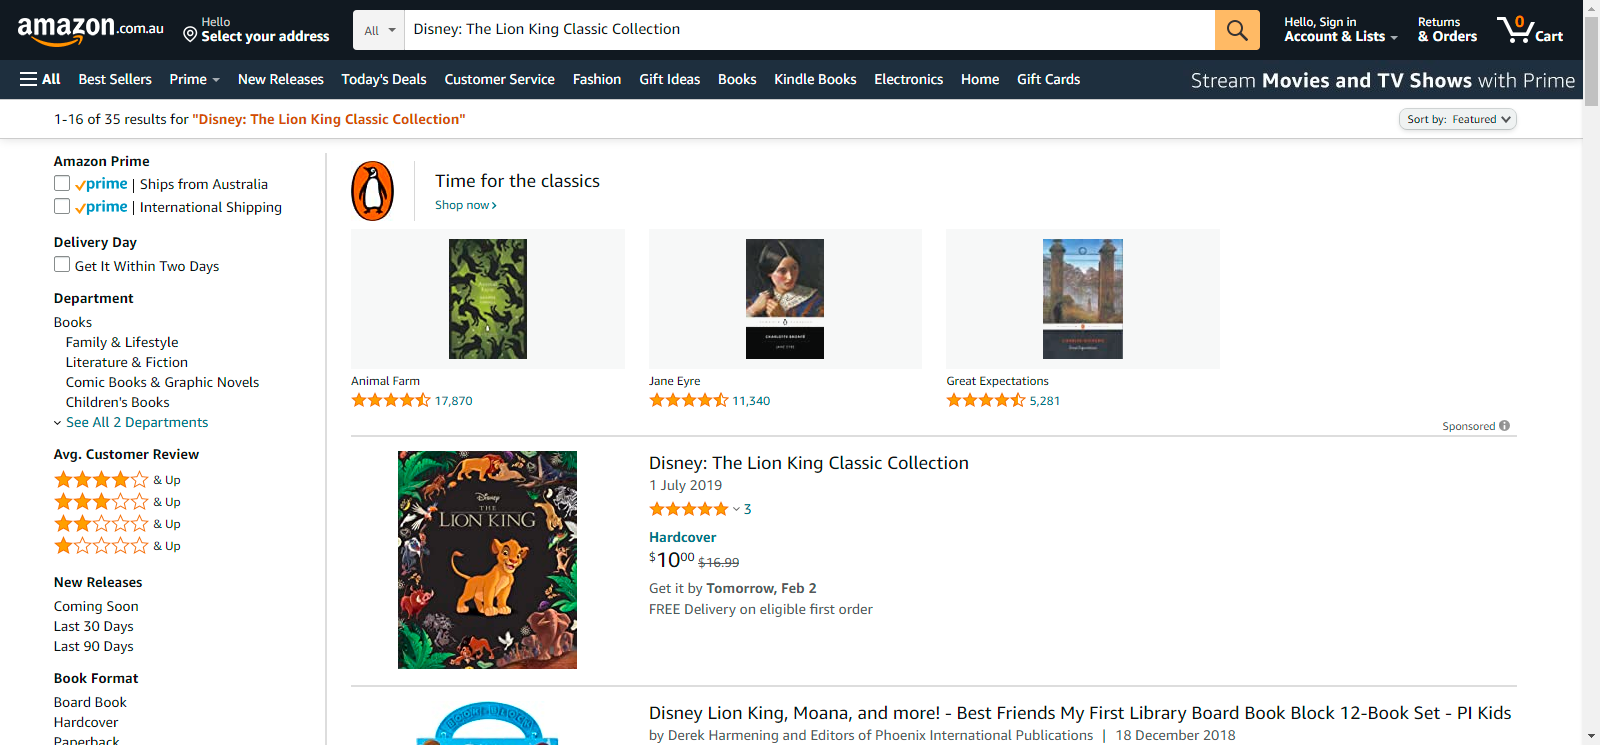 amazon.com.au
Hello
Select your address
All
Disney: The Lion King Classic Collection
Hello, Sign in
Account & Lists
Returns
& Orders
0
Cart
All
Best Sellers
Prime
New Releases
Today's Deals
Customer Service
Fashion
Gift Ideas
Books
Kindle Books
Electronics
Home
Gift Cards
Stream Movies and TV Shows with Prime
1-16 of 35 results for "Disney: The Lion King Classic Collection"
Sort by: Featured
Amazon Prime
prime | Ships from Australia
prime | International Shipping
Delivery Day
Get It Within Two Days
Department
Books
Family & Lifestyle
Literature & Fiction
Comic Books & Graphic Novels
Children's Books
See All 2 Departments
Avg. Customer Review
& Up
& Up
& Up
& Up
New Releases
Coming Soon
Last 30 Days
Last 90 Days
Book Format
Board Book
Hardcover
Paperback
Time for the classics
Shop now
CHARLOTTE BRONTË
JANE EYRE
Animal Farm
17,870
Jane Eyre
11,340
Great Expectations
5,281
Sponsored
Disney
THE
LION KING
Disney: The Lion King Classic Collection
1 July 2019
3
Hardcover
$1000 $16.99
Get it by Tomorrow, Feb 2
FREE Delivery on eligible first order
Disney Lion King, Moana, and more! - Best Friends My First Library Board Book Block 12-Book Set - PI Kids
by Derek Harmening and Editors of Phoenix International Publications | 18 December 2018